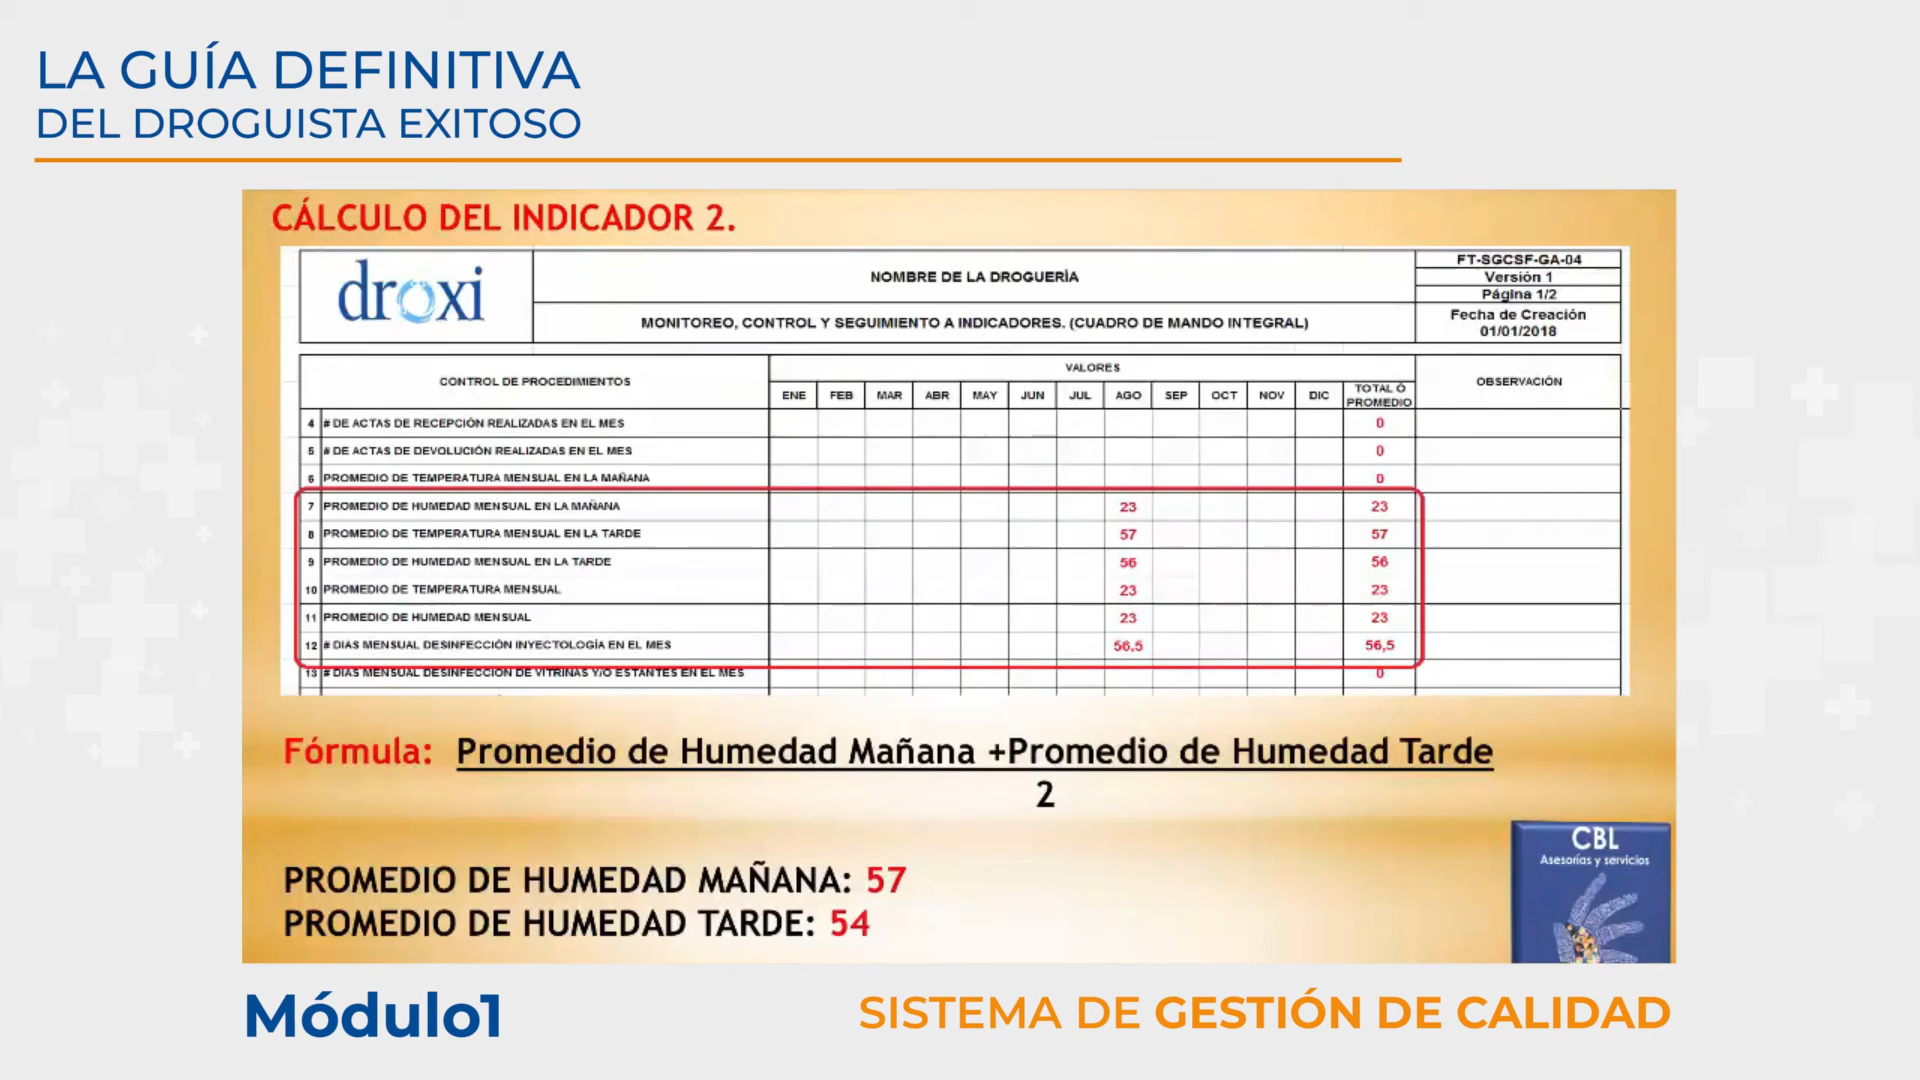 LA GUÍA DEFINITIVA
DEL DROGUISTA EXITOSO
CÁLCULO DEL INDICADOR 2.
droxi
NOMBRE DE LA DROGUERÌA
MONITOREO, CONTROL Y SEGUIMIENTO A INDICADORES. (CUADRO DE MANDO INTEGRAL)
FT-SGCSF-GA-04
Versión 1
Página 1/2
Fecha de Creación
01/01/2018
CONTROL DE PROCEDIMIENTOS
VALORES
OBSERVACIÓN
ENE FEB MAR ABR MAY JUN JUL AGO SEP OCT NOV DIC TOTAL Ò PROMEDIO
4 # DE ACTAS DE RECEPCIÓN REALIZADAS EN EL MES 0
5 # DE ACTAS DE DEVOLUCIÓN REALIZADAS EN EL MES 0
6 PROMEDIO DE TEMPERATURA MENSUAL EN LA MAÑANA 0
7 PROMEDIO DE HUMEDAD MENSUAL EN LA MAÑANA 23 23
8 PROMEDIO DE TEMPERATURA MENSUAL EN LA TARDE 57 57
9 PROMEDIO DE HUMEDAD MENSUAL EN LA TARDE 56 56
10 PROMEDIO DE TEMPERATURA MENSUAL 23 23
11 PROMEDIO DE HUMEDAD MENSUAL 23 23
12 # DIAS MENSUAL DESINFECCIÓN INYECTOLOGÌA EN EL MES 56,5 56,5
13 # DIAS MENSUAL DESINFECCION DE VITRINAS Y/O ESTANTES EN EL MES 0
Fórmula: Promedio de Humedad Mañana +Promedio de Humedad Tarde
2
PROMEDIO DE HUMEDAD MAÑANA: 57
PROMEDIO DE HUMEDAD TARDE: 54
CBL
Asesorías y servicios
Módulo1
SISTEMA DE GESTIÓN DE CALIDAD